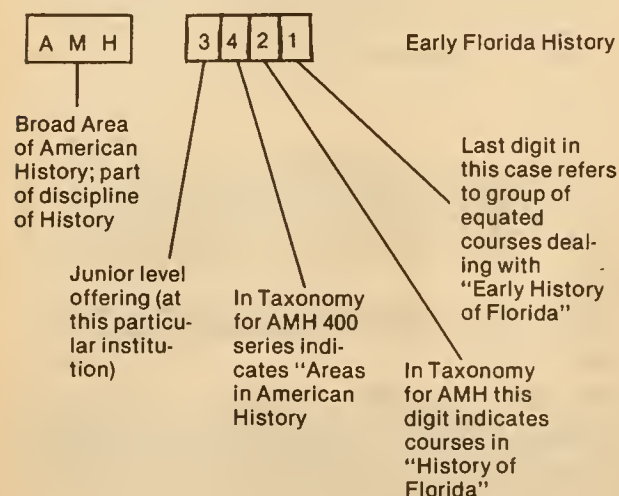 A M H 3 4 2 1 Early Florida History
Broad Area
of American
History; part
of discipline
of History
Last digit in
this case refers
to group of
equated
courses deal-
ing with
"Early History
of Florida"
Junior level
offering (at
this particu-
lar institu-
tion)
In Taxonomy
for AMH 400
series indi-
cates "Areas
in American
History
In Taxonomy
for AMH this
digit indicates
courses in
"History of
Florida"